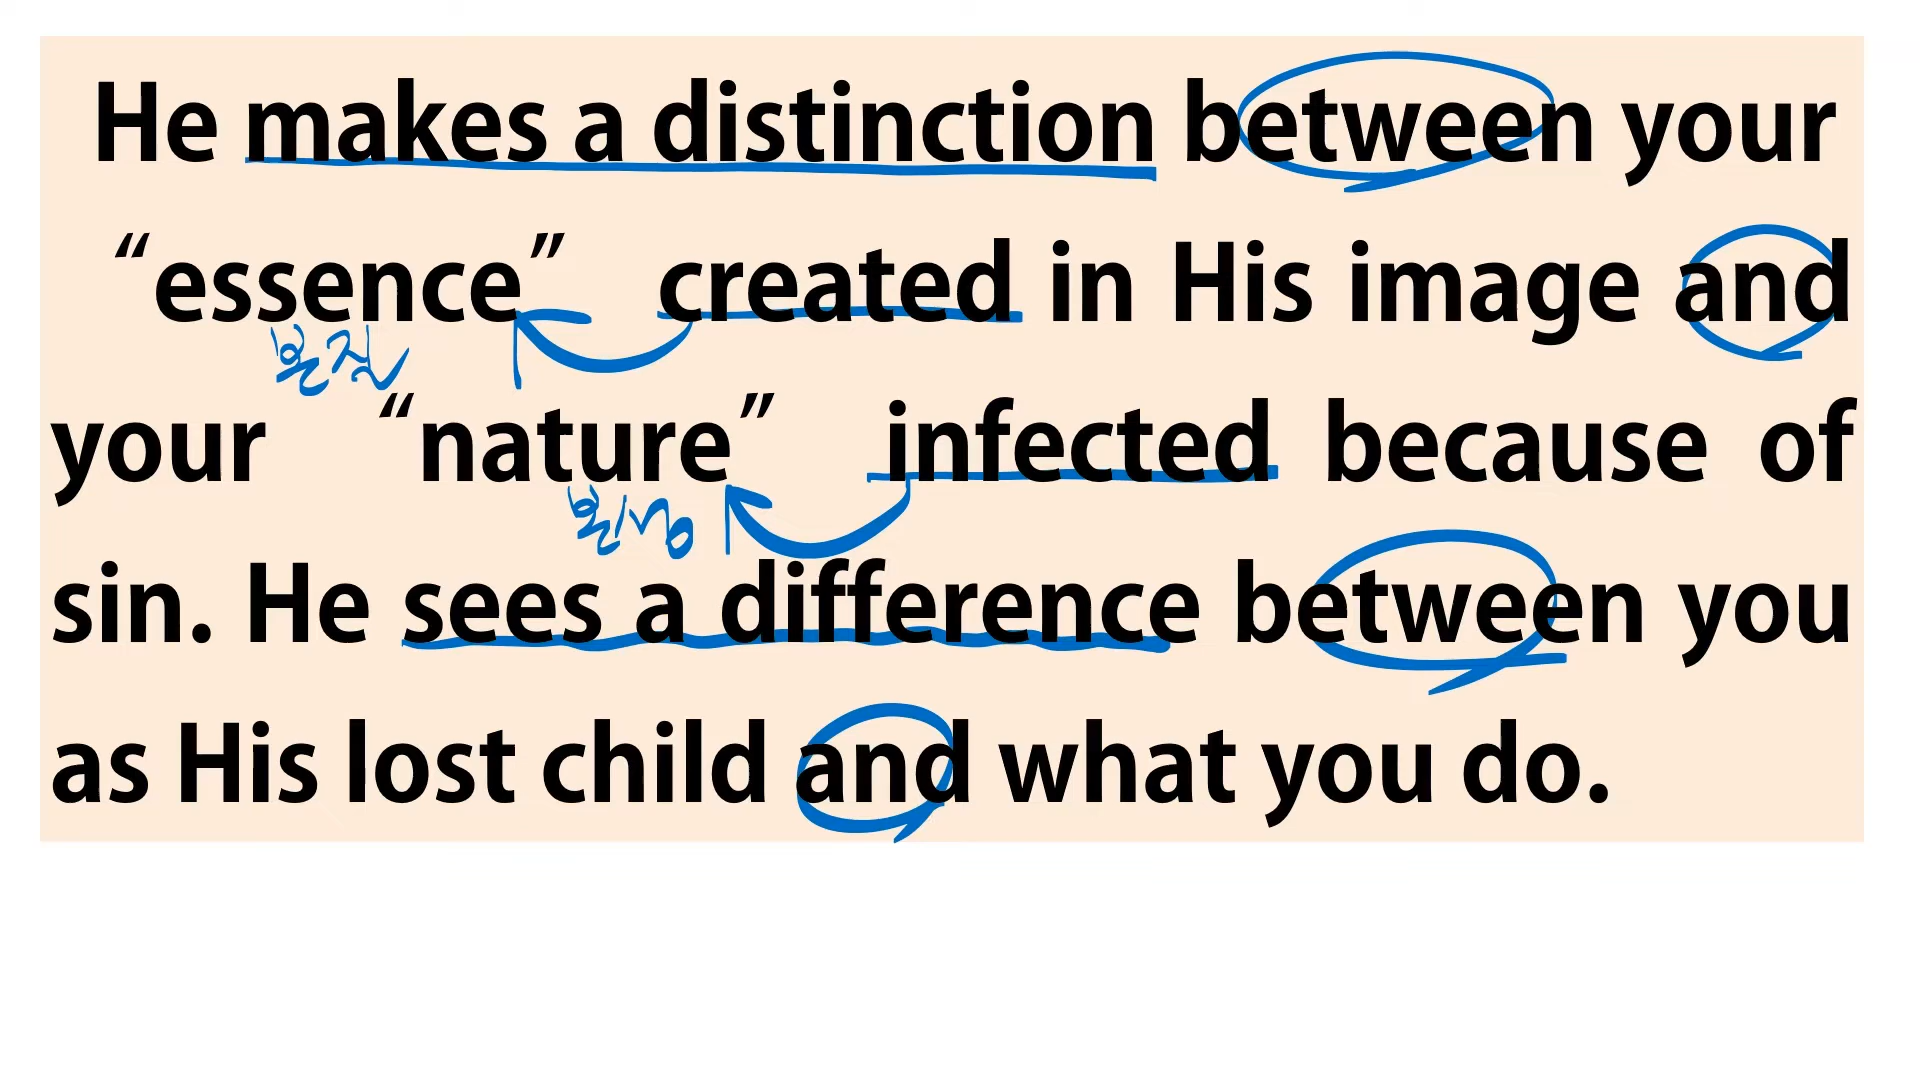 He makes a distinction between your
“essence” created in His image and
본질
your “nature” infected because of
본성
sin. He sees a difference between you
as His lost child and what you do.